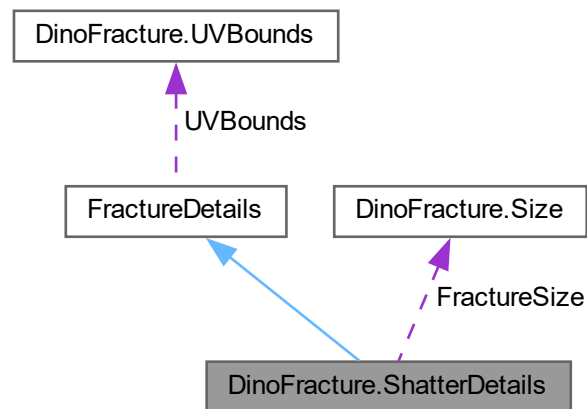 DinoFracture.UVBounds
UVBounds
FractureDetails
DinoFracture.Size
FractureSize
DinoFracture.ShatterDetails